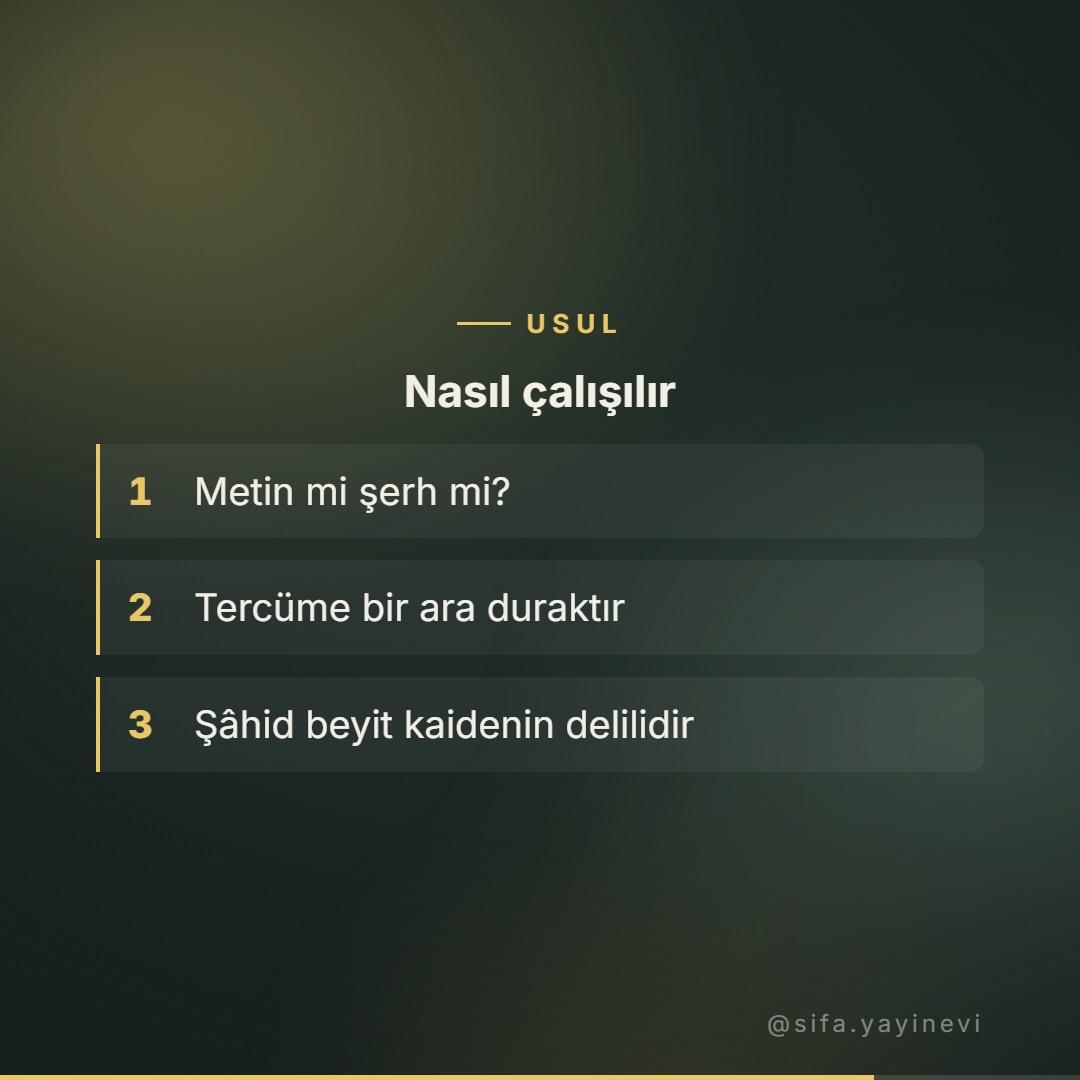 USUL
Nasıl çalışılır
1 Metin mi şerh mi?
2 Tercüme bir ara duraktır
3 Şâhid beyit kaidenin delilidir
@sifa.yayinevi